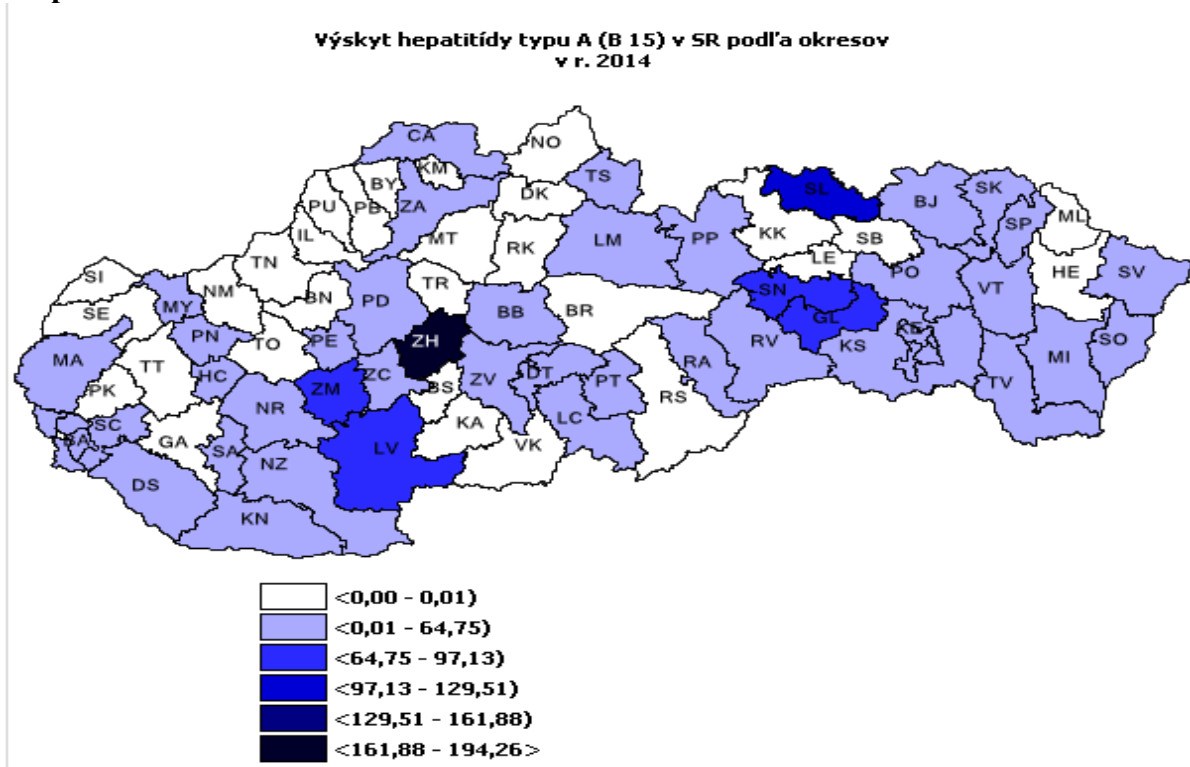 Výskyt hepatitídy typu A (B 15) v SR podľa okresov
v r. 2014
NO
CA
KM
BY
TS
SL
SK
DK
BJ
PU
PB
ZA
SP
ML
MT
RK
LM
PP
KK
SB
IL
TN
LE
PO
HE
SV
SI
NM
BN
PD
TR
SN
VT
MY
SE
BB
BR
GL
PN
PE
ZH
KE
KS
SO
TO
RV
MI
MA
TT
HC
ZC
ZV
DT
PT
RA
PK
ZM
BS
TV
NR
RS
SC
LC
KA
BA
GA
SA
LV
VK
NZ
DS
KN
<0,00 - 0,01)
<0,01 - 64,75)
<64,75 - 97,13)
<97,13 - 129,51)
<129,51 - 161,88)
<161,88 - 194,26>